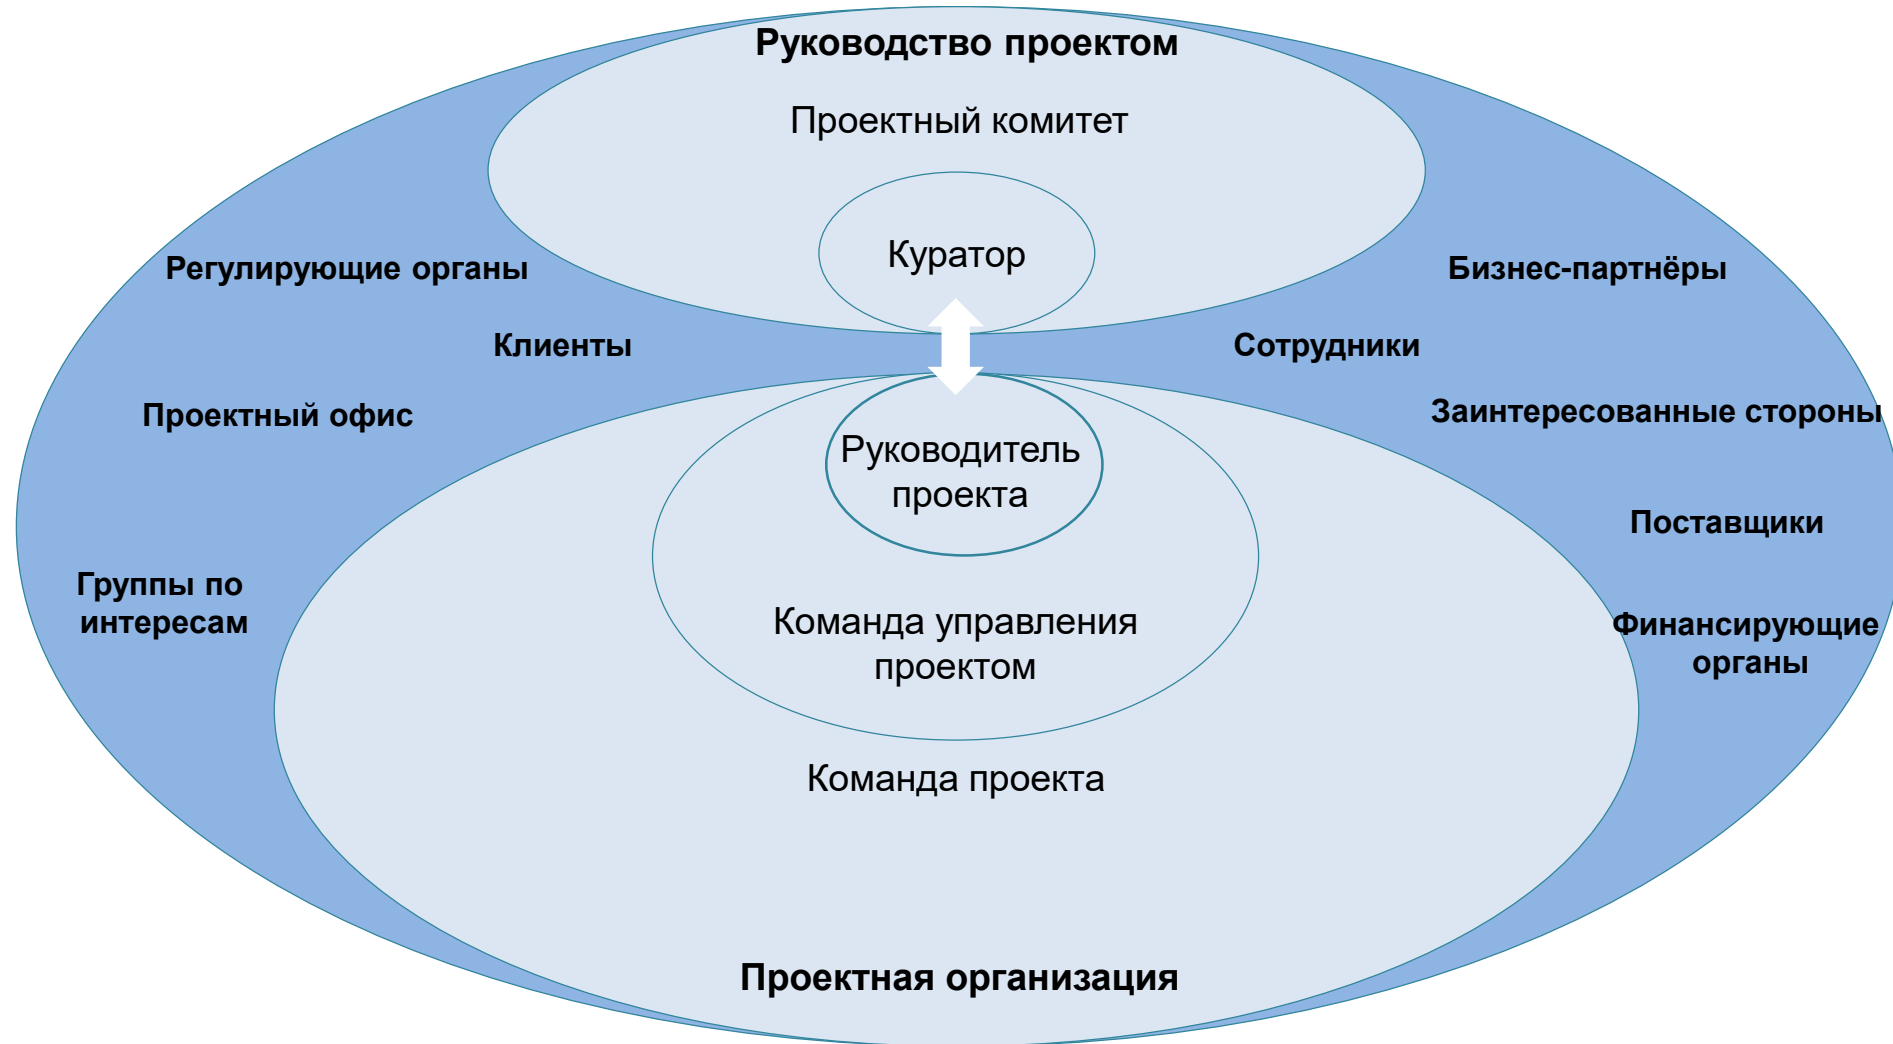 Руководство проектом
Проектный комитет
Куратор
Регулирующие органы
Бизнес-партнёры
Клиенты
Сотрудники
Проектный офис
Заинтересованные стороны
Руководитель
проекта
Поставщики
Группы по
интересам
Команда управления
проектом
Финансирующие
органы
Команда проекта
Проектная организация